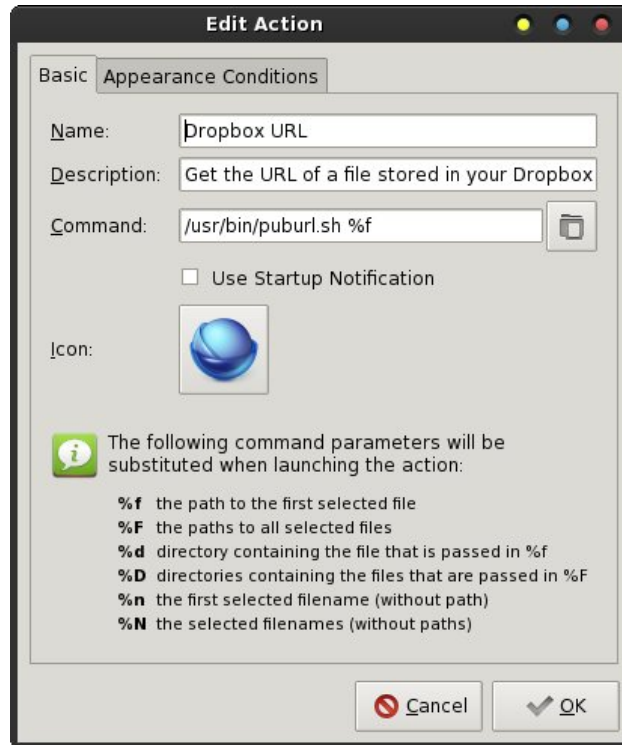 Edit Action
Basic
Appearance Conditions
Name:
Dropbox URL
Description:
Get the URL of a file stored in your Dropbox
Command:
/usr/bin/puburl.sh %f
Use Startup Notification
Icon:
The following command parameters will be
substituted when launching the action:
%f the path to the first selected file
%F the paths to all selected files
%d directory containing the file that is passed in %f
%D directories containing the files that are passed in %F
%n the first selected filename (without path)
%N the selected filenames (without paths)
Cancel
OK